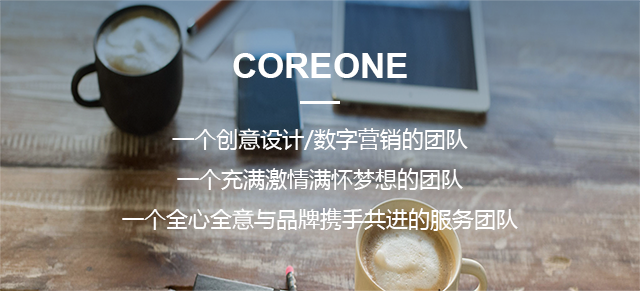 COREONE
一个创意设计/数字营销的团队
一个充满激情满怀梦想的团队
一个全心全意与品牌携手共进的服务团队